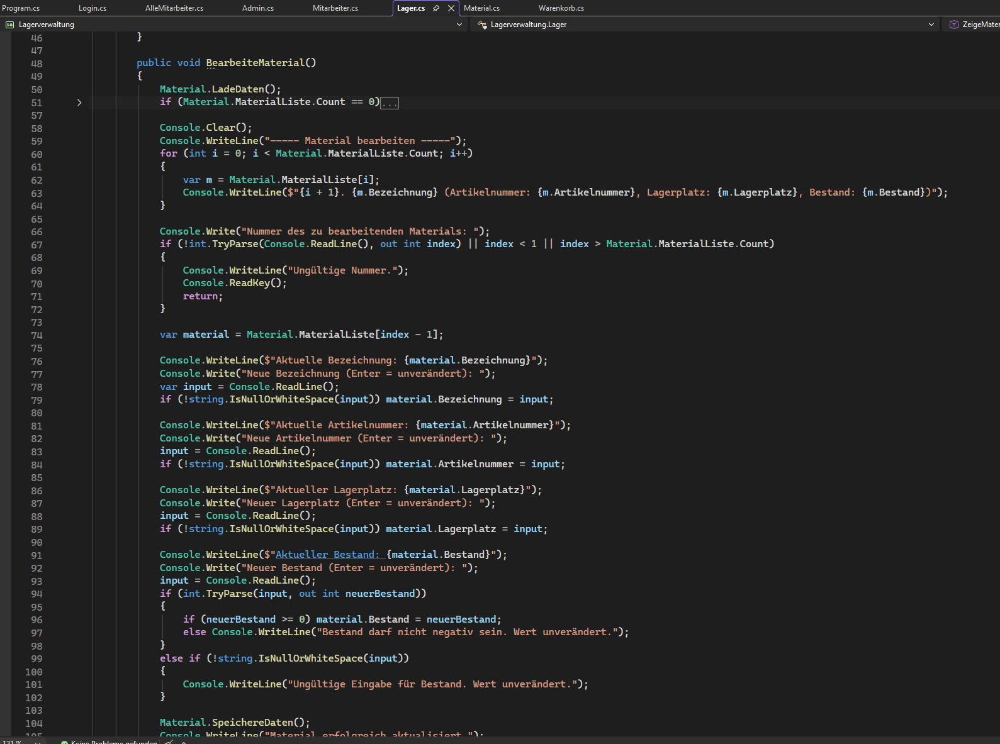 Program.cs Login.cs AlleMitarbeiter.cs Admin.cs Mitarbeiter.cs Lager.cs Material.cs Warenkorb.cs
Lagerverwaltung Lagerverwaltung.Lager ZeigeMater
46 }
47
48 public void BearbeiteMaterial()
49 {
50 Material.LadeDaten();
51 if (Material.MaterialListe.Count == 0)...
57
58 Console.Clear();
59 Console.WriteLine("----- Material bearbeiten -----");
60 for (int i = 0; i < Material.MaterialListe.Count; i++)
61 {
62 var m = Material.MaterialListe[i];
63 Console.WriteLine($"{i + 1}. {m.Bezeichnung} (Artikelnummer: {m.Artikelnummer}, Lagerplatz: {m.Lagerplatz}, Bestand: {m.Bestand})");
64 }
65
66 Console.Write("Nummer des zu bearbeitenden Materials: ");
67 if (!int.TryParse(Console.ReadLine(), out int index) || index < 1 || index > Material.MaterialListe.Count)
68 {
69 Console.WriteLine("Ungültige Nummer.");
70 Console.ReadKey();
71 return;
72 }
73
74 var material = Material.MaterialListe[index - 1];
75
76 Console.WriteLine($"Aktuelle Bezeichnung: {material.Bezeichnung}");
77 Console.Write("Neue Bezeichnung (Enter = unverändert): ");
78 var input = Console.ReadLine();
79 if (!string.IsNullOrWhiteSpace(input)) material.Bezeichnung = input;
80
81 Console.WriteLine($"Aktuelle Artikelnummer: {material.Artikelnummer}");
82 Console.Write("Neue Artikelnummer (Enter = unverändert): ");
83 input = Console.ReadLine();
84 if (!string.IsNullOrWhiteSpace(input)) material.Artikelnummer = input;
85
86 Console.WriteLine($"Aktueller Lagerplatz: {material.Lagerplatz}");
87 Console.Write("Neuer Lagerplatz (Enter = unverändert): ");
88 input = Console.ReadLine();
89 if (!string.IsNullOrWhiteSpace(input)) material.Lagerplatz = input;
90
91 Console.WriteLine($"Aktueller Bestand: {material.Bestand}");
92 Console.Write("Neuer Bestand (Enter = unverändert): ");
93 input = Console.ReadLine();
94 if (int.TryParse(input, out int neuerBestand))
95 {
96 if (neuerBestand >= 0) material.Bestand = neuerBestand;
97 else Console.WriteLine("Bestand darf nicht negativ sein. Wert unverändert.");
98 }
99 else if (!string.IsNullOrWhiteSpace(input))
100 {
101 Console.WriteLine("Ungültige Eingabe für Bestand. Wert unverändert.");
102 }
103
104 Material.SpeichereDaten();
105 Console.WriteLine("Material erfolgreich aktualisiert.");
121 % Keine Probleme gefunden